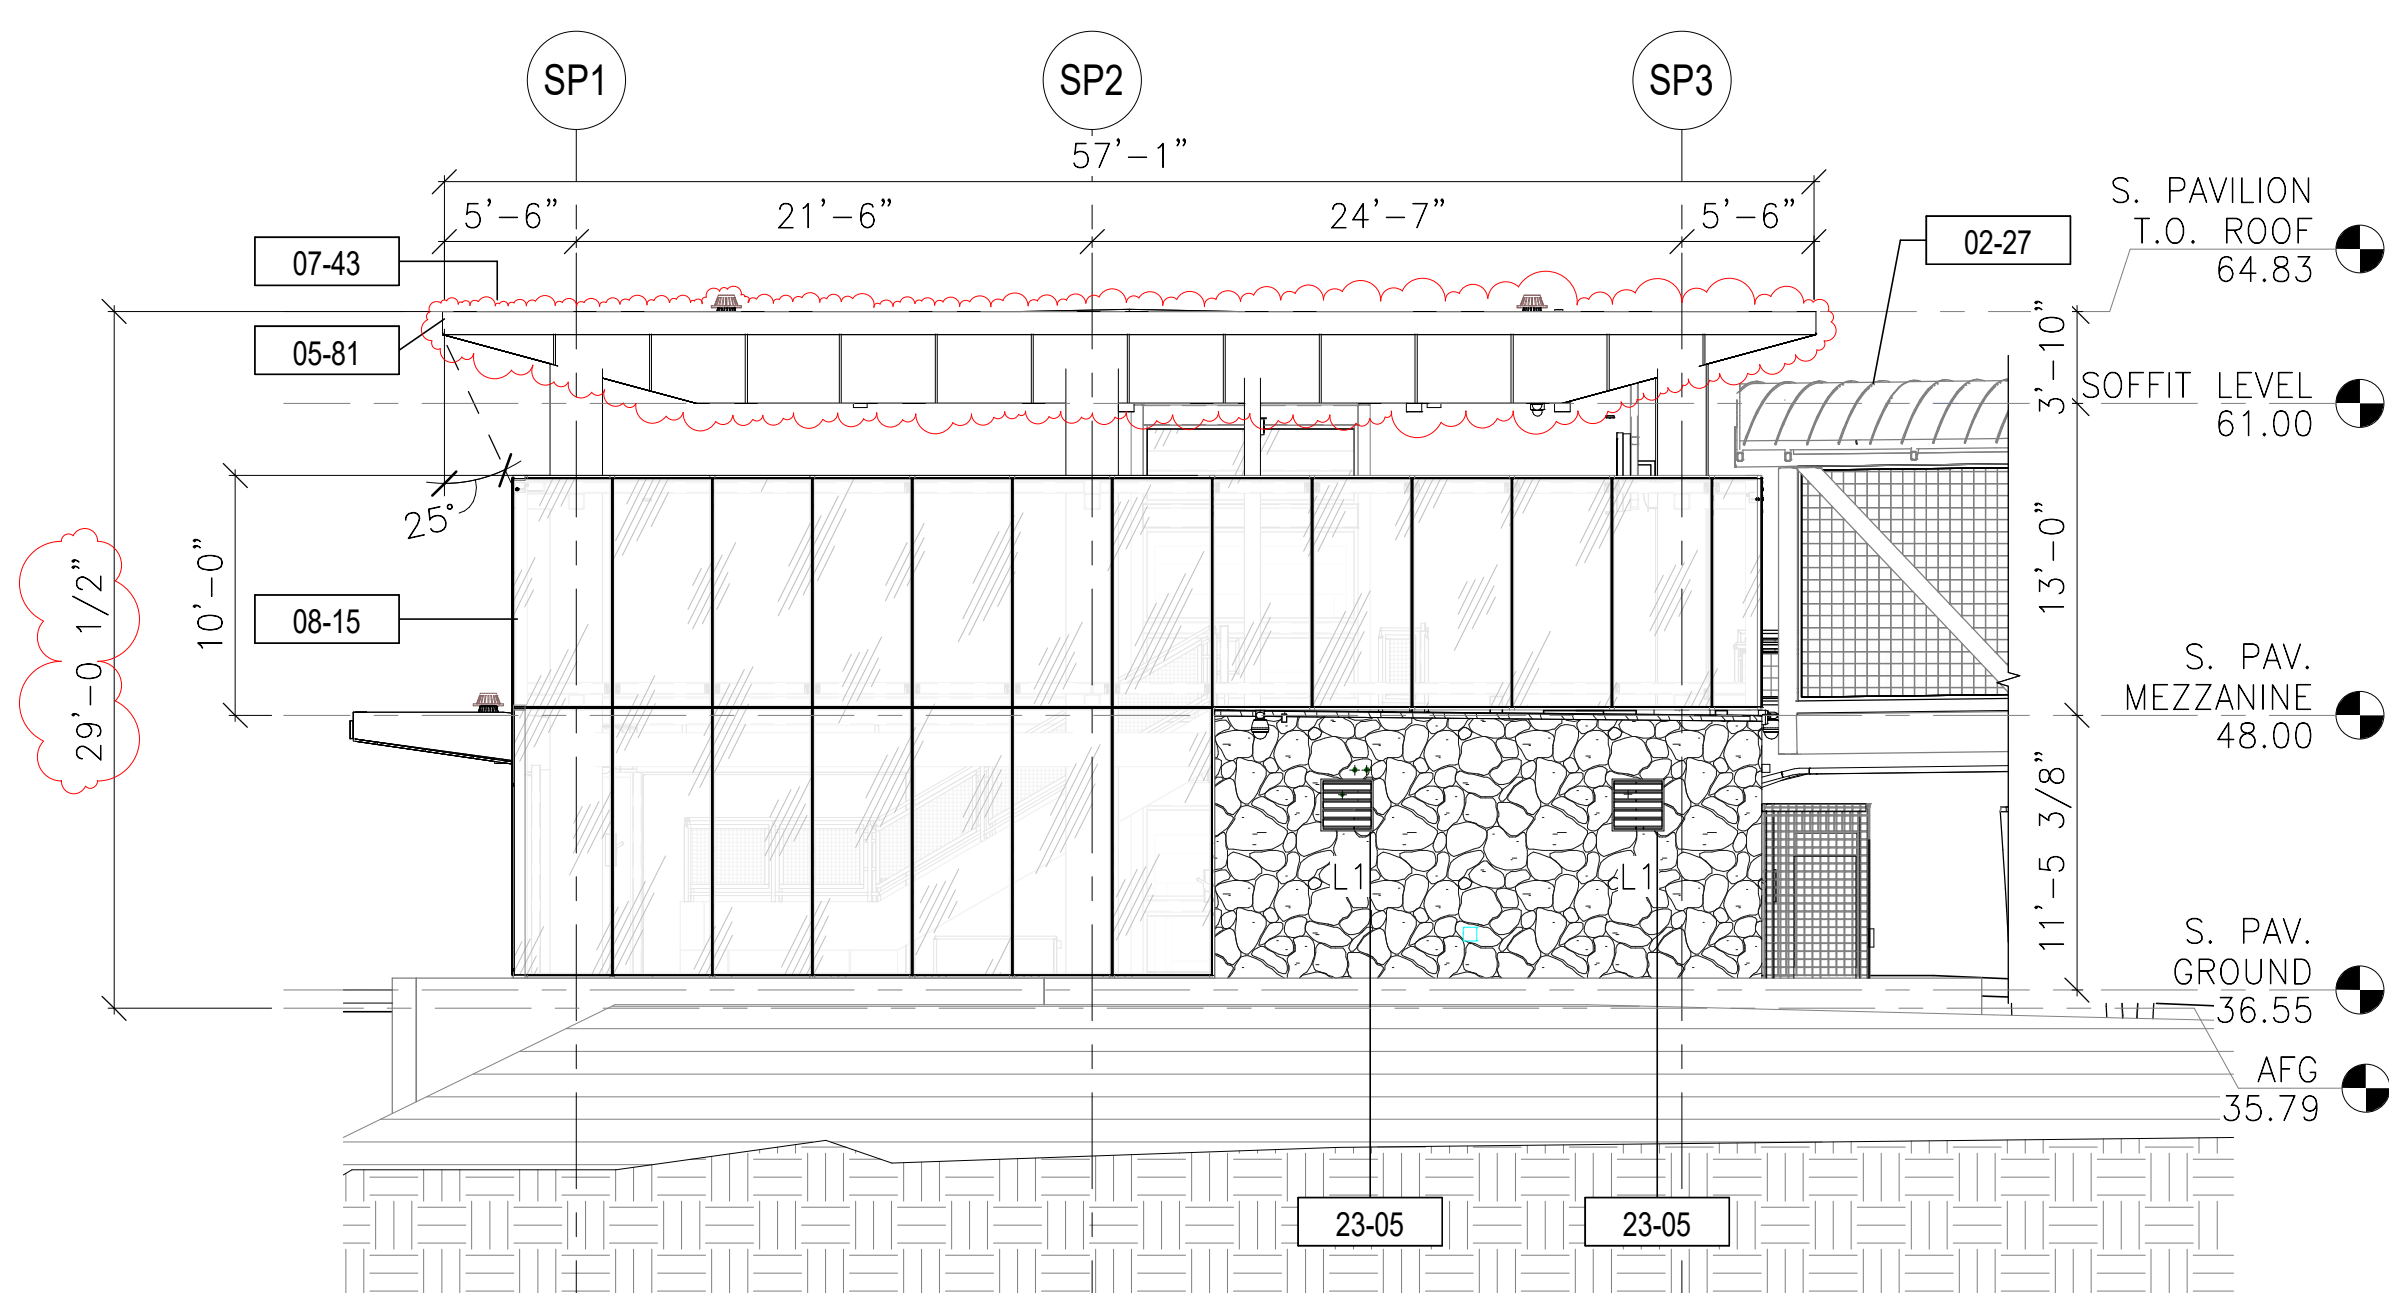 SP1
SP2
SP3
57'-1"
5'-6"
21'-6"
24'-7"
5'-6"
07-43
05-81
08-15
02-27
S. PAVILION
T.O. ROOF
64.83
3'-10"
SOFFIT LEVEL
61.00
13'-0"
S. PAV.
MEZZANINE
48.00
11'-5 3/8"
S. PAV.
GROUND
36.55
AFG
35.79
25°
10'-0"
29'-0 1/2"
L1
L1
23-05
23-05